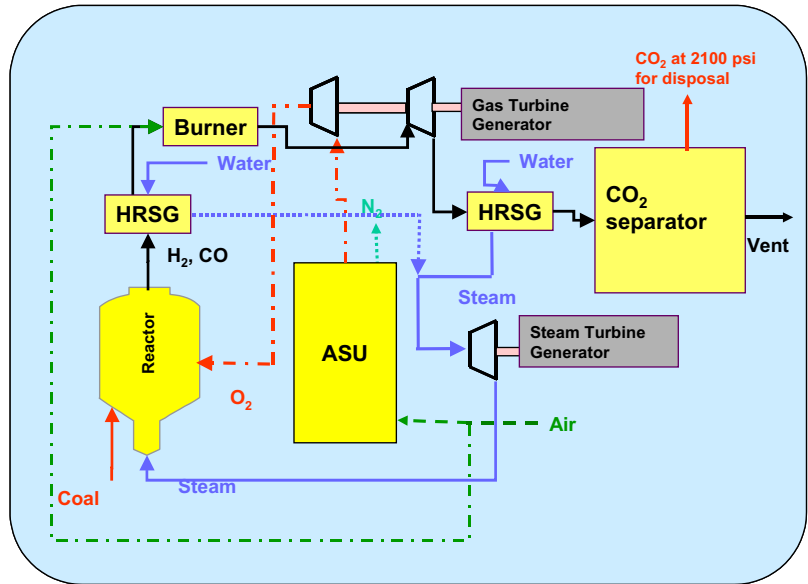 CO₂ at 2100 psi
for disposal
Gas Turbine
Generator
Burner
Water
Water
HRSG
N₂
HRSG
CO₂
separator
Vent
H₂, CO
Steam
Reactor
ASU
Steam Turbine
Generator
O₂
Air
Coal
Steam